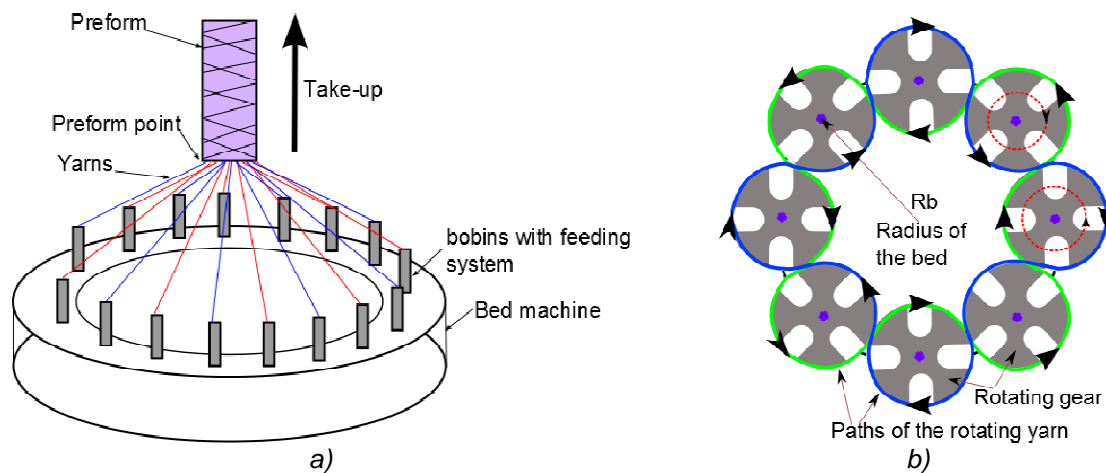 Preform
Take-up
Preform point
Yarns
bobins with feeding
system
Bed machine
a)
Rb
Radius of
the bed
Rotating gear
Paths of the rotating yarn
b)